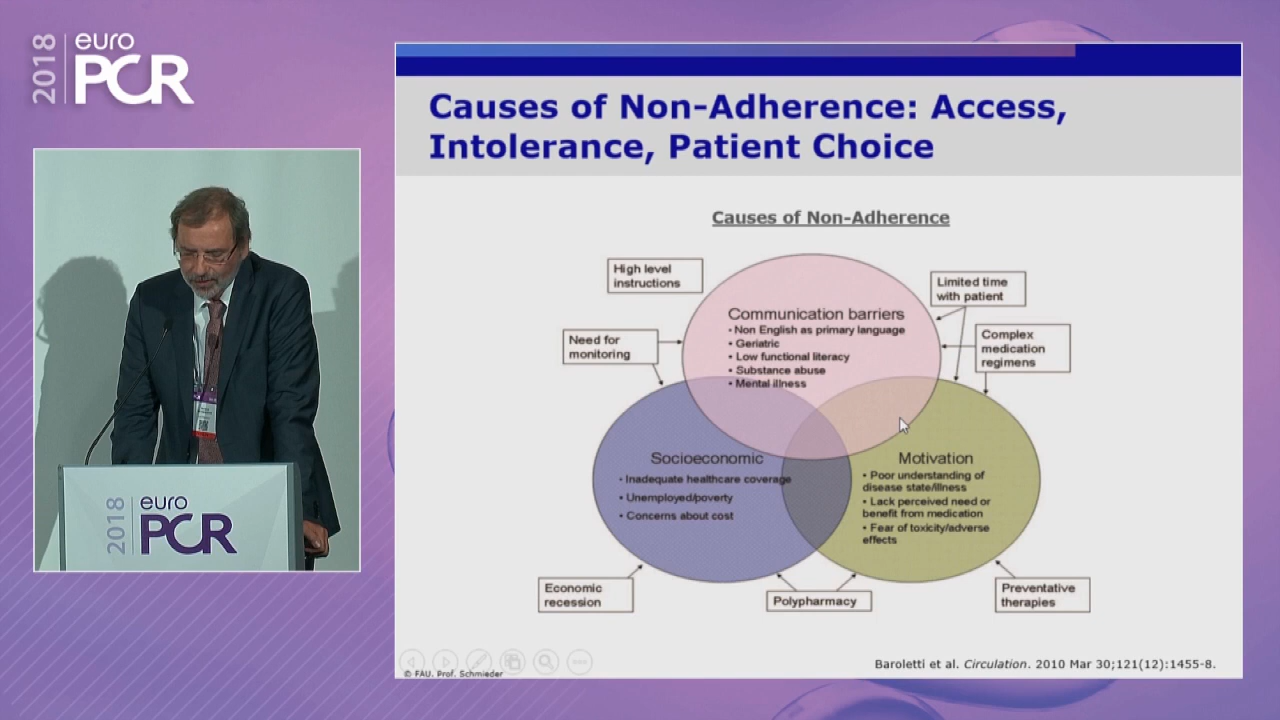 2018
euro
PCR
Causes of Non-Adherence: Access,
Intolerance, Patient Choice
Causes of Non-Adherence
High level
instructions
Limited time
with patient
Need for
monitoring
Complex
medication
regimens
Communication barriers
• Non English as primary language
• Geriatric
• Low functional literacy
• Substance abuse
• Mental illness
Socioeconomic
• Inadequate healthcare coverage
• Unemployed/poverty
• Concerns about cost
Motivation
• Poor understanding of
disease state/illness
• Lack perceived need or
benefit from medication
• Fear of toxicity/adverse
effects
Economic
recession
Polypharmacy
Preventative
therapies
Baroletti et al. Circulation. 2010 Mar 30;121(12):1455-8.
© FAU. Prof. Schmieder
2018
euro
PCR